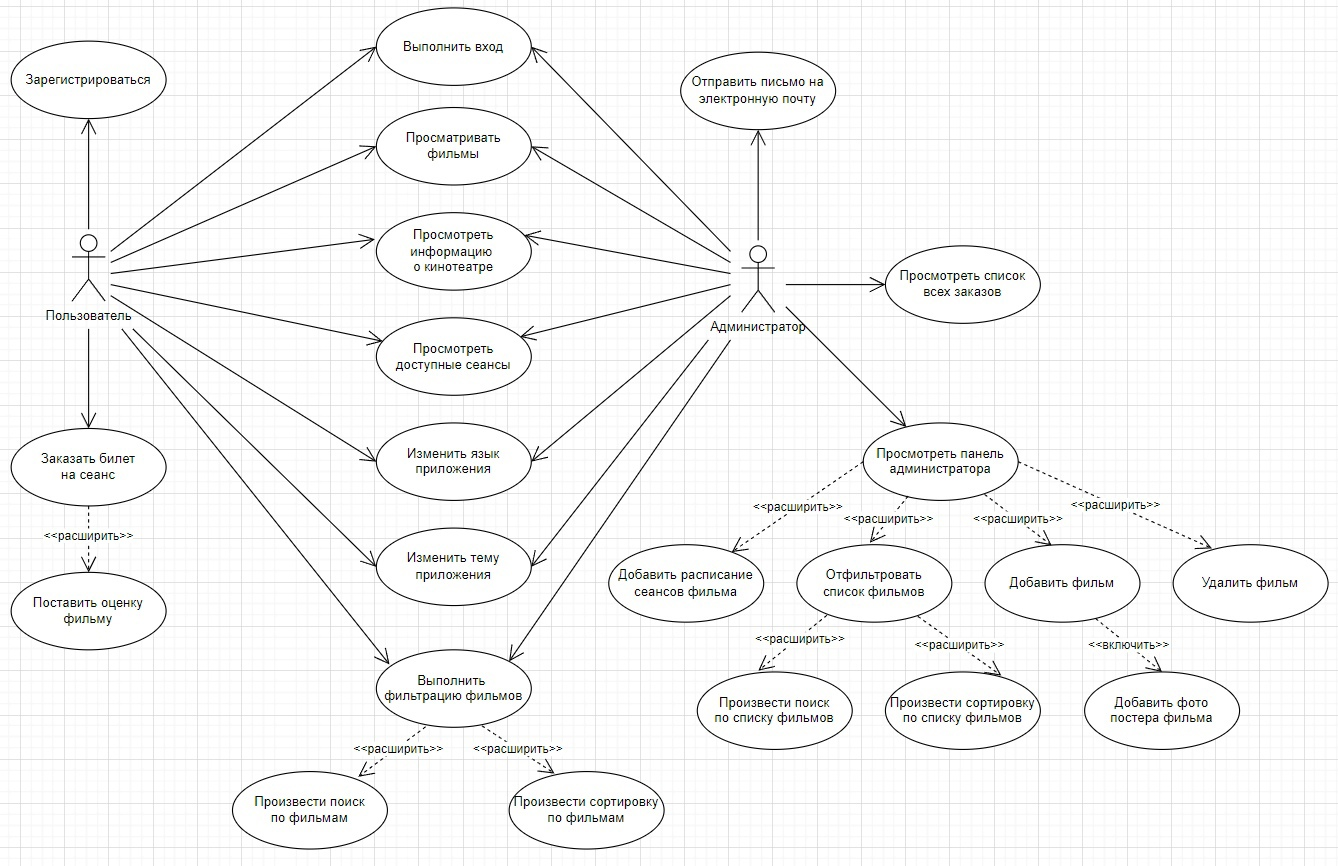 Выполнить вход
Зарегистрироваться
Отправить письмо на
электронную почту
Просматривать
фильмы
Просмотреть
информацию
о кинотеатре
Просмотреть список
всех заказов
Пользователь
Администратор
Просмотреть
доступные сеансы
Заказать билет
на сеанс
Изменить язык
приложения
Просмотреть панель
администратора
<<расширить>>
<<расширить>>
<<расширить>>
<<расширить>>
<<расширить>>
Изменить тему
приложения
Добавить расписание
сеансов фильма
Отфильтровать
список фильмов
Добавить фильм
Удалить фильм
Поставить оценку
фильму
<<расширить>>
<<расширить>>
<<включить>>
Выполнить
фильтрацию фильмов
Произвести поиск
по списку фильмов
Произвести сортировку
по списку фильмов
Добавить фото
постера фильма
<<расширить>>
<<расширить>>
Произвести поиск
по фильмам
Произвести сортировку
по фильмам